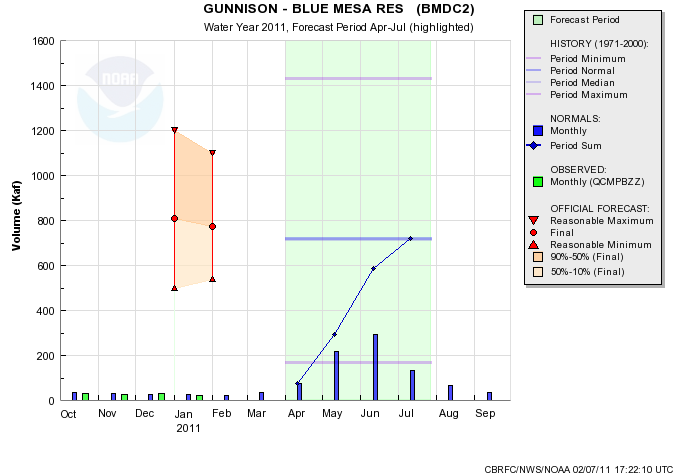 GUNNISON - BLUE MESA RES (BMDC2)
Water Year 2011, Forecast Period Apr-Jul (highlighted)
Volume (Kaf)
1600
1400
1200
1000
800
600
400
200
0
NOAA
Oct Nov Dec Jan Feb Mar Apr May Jun Jul Aug Sep
2011
Forecast Period
HISTORY (1971-2000):
Period Minimum
Period Normal
Period Median
Period Maximum
NORMALS:
Monthly
Period Sum
OBSERVED:
Monthly (QCMPBZZ)
OFFICIAL FORECAST:
Reasonable Maximum
Final
Reasonable Minimum
90%-50% (Final)
50%-10% (Final)
CBRFC/NWS/NOAA 02/07/11 17:22:10 UTC